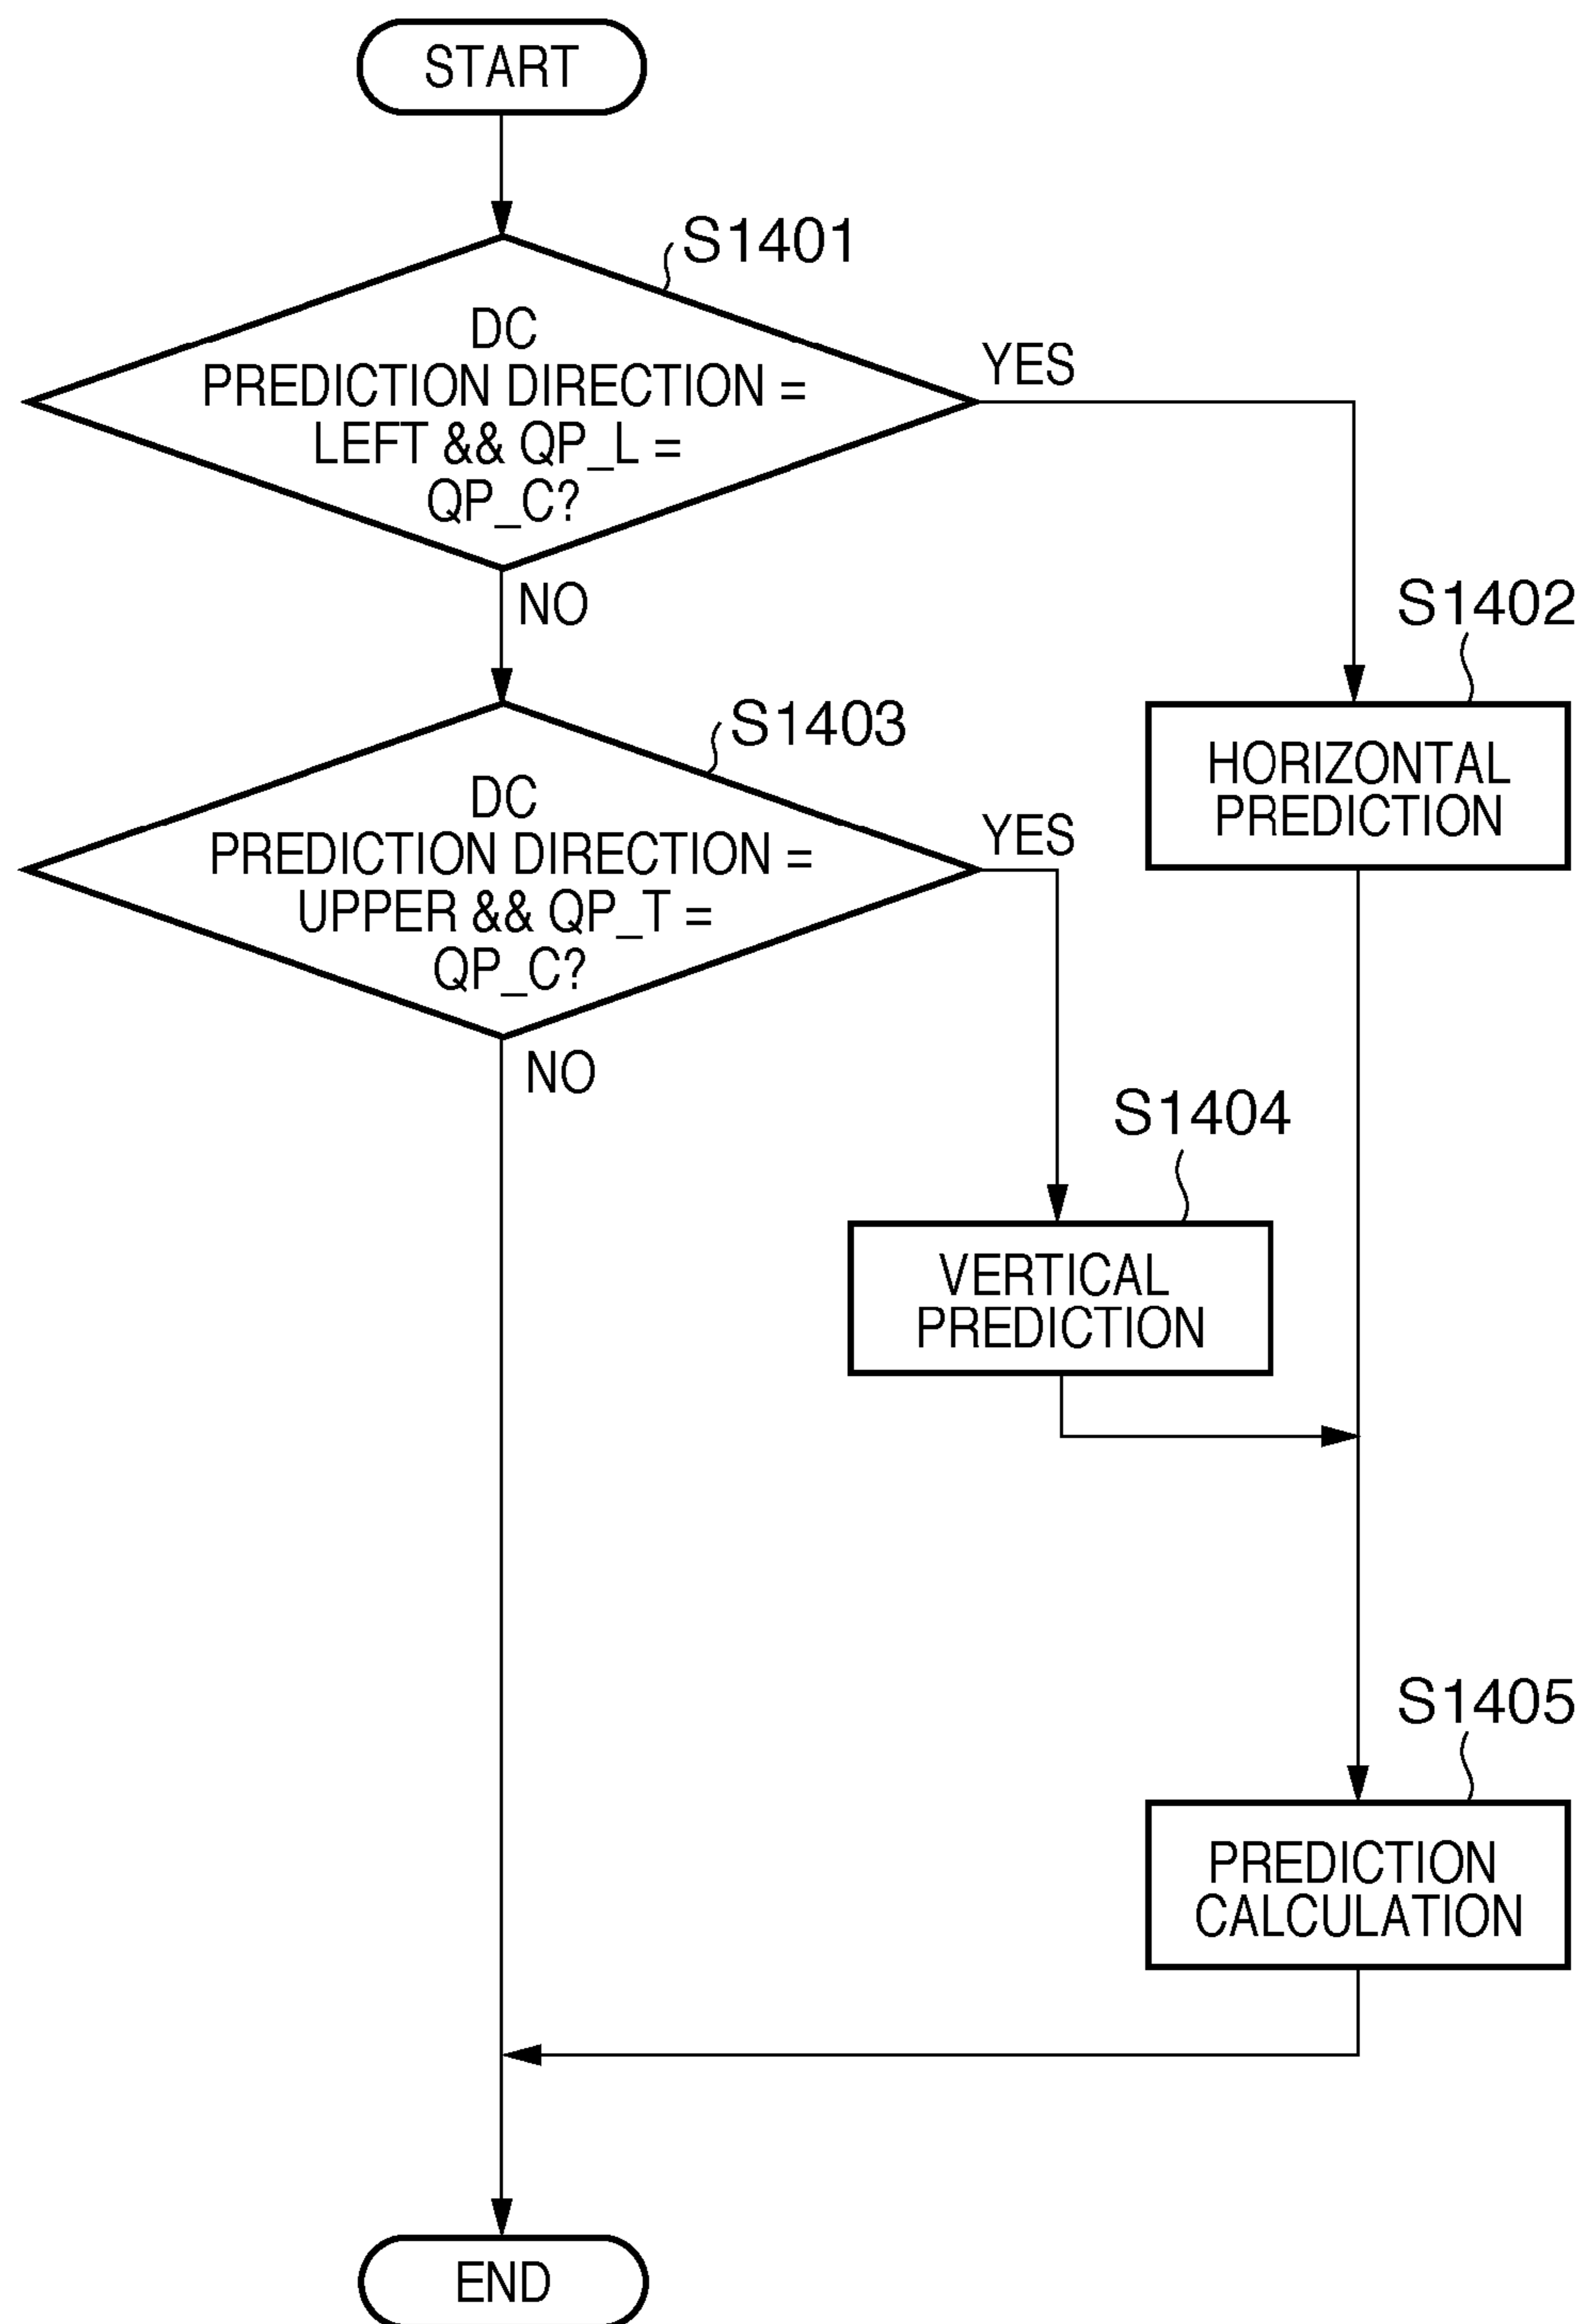 START
S1401
DC
PREDICTION DIRECTION =
LEFT && QP_L =
QP_C?
YES
NO
S1402
HORIZONTAL
PREDICTION
S1403
DC
PREDICTION DIRECTION =
UPPER && QP_T =
QP_C?
YES
NO
S1404
VERTICAL
PREDICTION
S1405
PREDICTION
CALCULATION
END